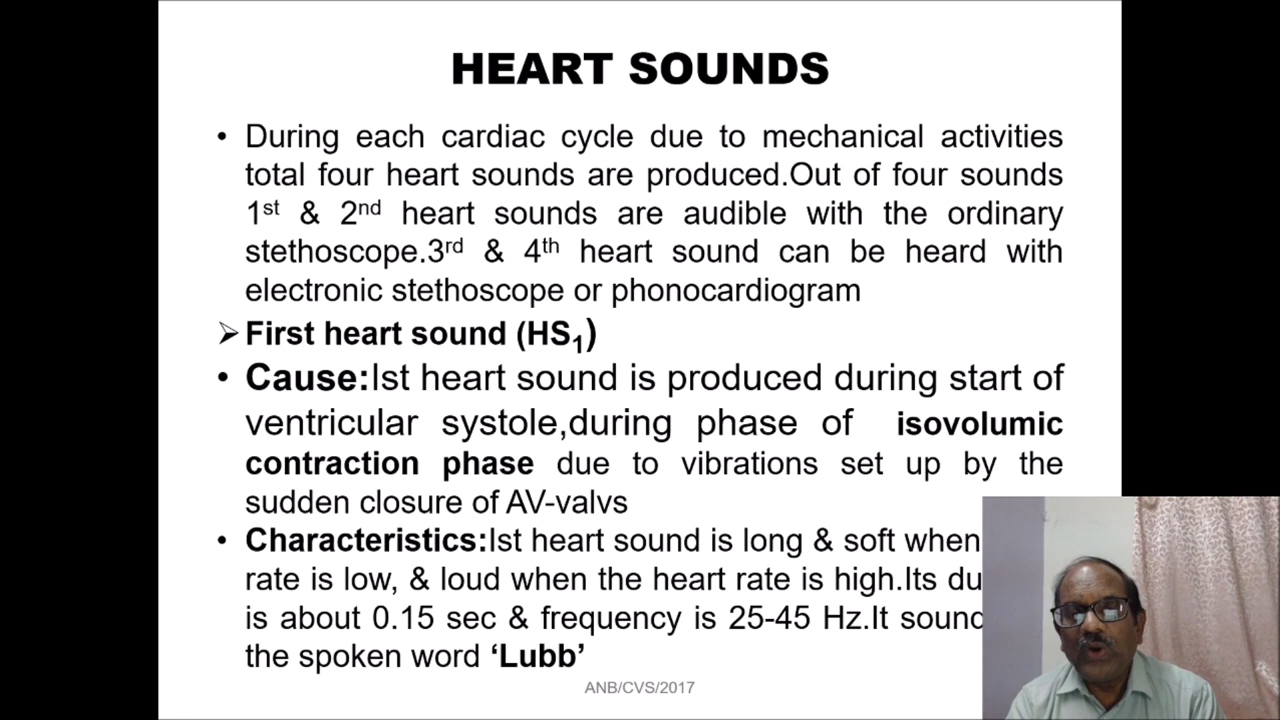 HEART SOUNDS
• During each cardiac cycle due to mechanical activities
total four heart sounds are produced.Out of four sounds
1st & 2nd heart sounds are audible with the ordinary
stethoscope.3rd & 4th heart sound can be heard with
electronic stethoscope or phonocardiogram
➢ First heart sound (HS1)
• Cause:Ist heart sound is produced during start of
ventricular systole,during phase of isovolumic
contraction phase due to vibrations set up by the
sudden closure of AV-valvs
• Characteristics:Ist heart sound is long & soft when
rate is low, & loud when the heart rate is high.Its du
is about 0.15 sec & frequency is 25-45 Hz.It sound
the spoken word ‘Lubb’
ANB/CVS/2017